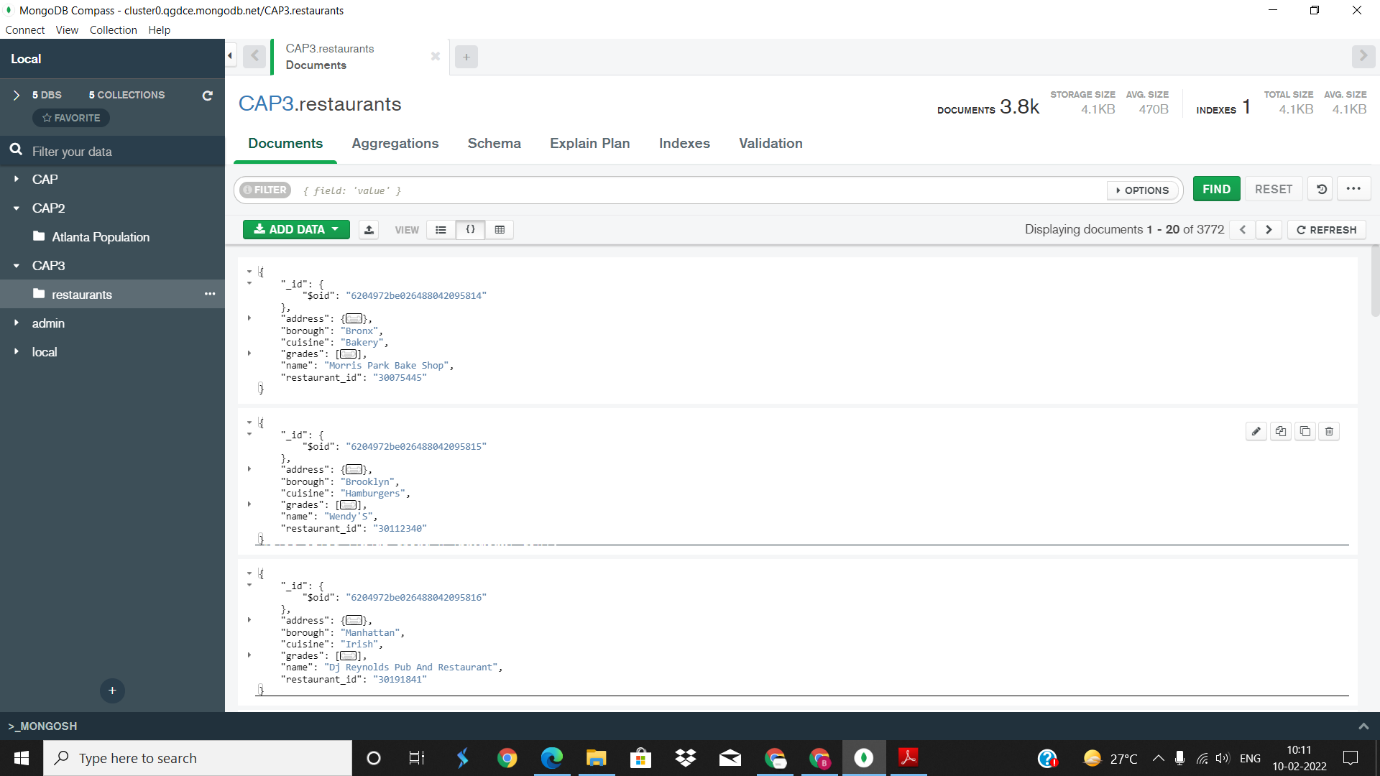 MongoDB Compass - cluster0.qgdce.mongodb.net/CAP3.restaurants
Connect View Collection Help
Local
5 DBS 5 COLLECTIONS
FAVORITE
Filter your data
CAP
CAP2
Atlanta Population
CAP3
restaurants
admin
local
>_MONGOSH
CAP3.restaurants
Documents
CAP3.restaurants
DOCUMENTS 3.8k
STORAGE SIZE
4.1KB
AVG. SIZE
470B
INDEXES 1
TOTAL SIZE
4.1KB
AVG. SIZE
4.1KB
Documents Aggregations Schema Explain Plan Indexes Validation
FILTER { field: 'value' } OPTIONS FIND RESET
ADD DATA VIEW {} Displaying documents 1 - 20 of 3772 REFRESH
{
"_id": {
"$oid": "6204972be026488042095814"
},
"address": {},
"borough": "Bronx",
"cuisine": "Bakery",
"grades": [],
"name": "Morris Park Bake Shop",
"restaurant_id": "30075445"
}
{
"_id": {
"$oid": "6204972be026488042095815"
},
"address": {},
"borough": "Brooklyn",
"cuisine": "Hamburgers",
"grades": [],
"name": "Wendy'S",
"restaurant_id": "30112340"
}
{
"_id": {
"$oid": "6204972be026488042095816"
},
"address": {},
"borough": "Manhattan",
"cuisine": "Irish",
"grades": [],
"name": "Dj Reynolds Pub And Restaurant",
"restaurant_id": "30191841"
}
Type here to search
27°C ENG
10:11
10-02-2022